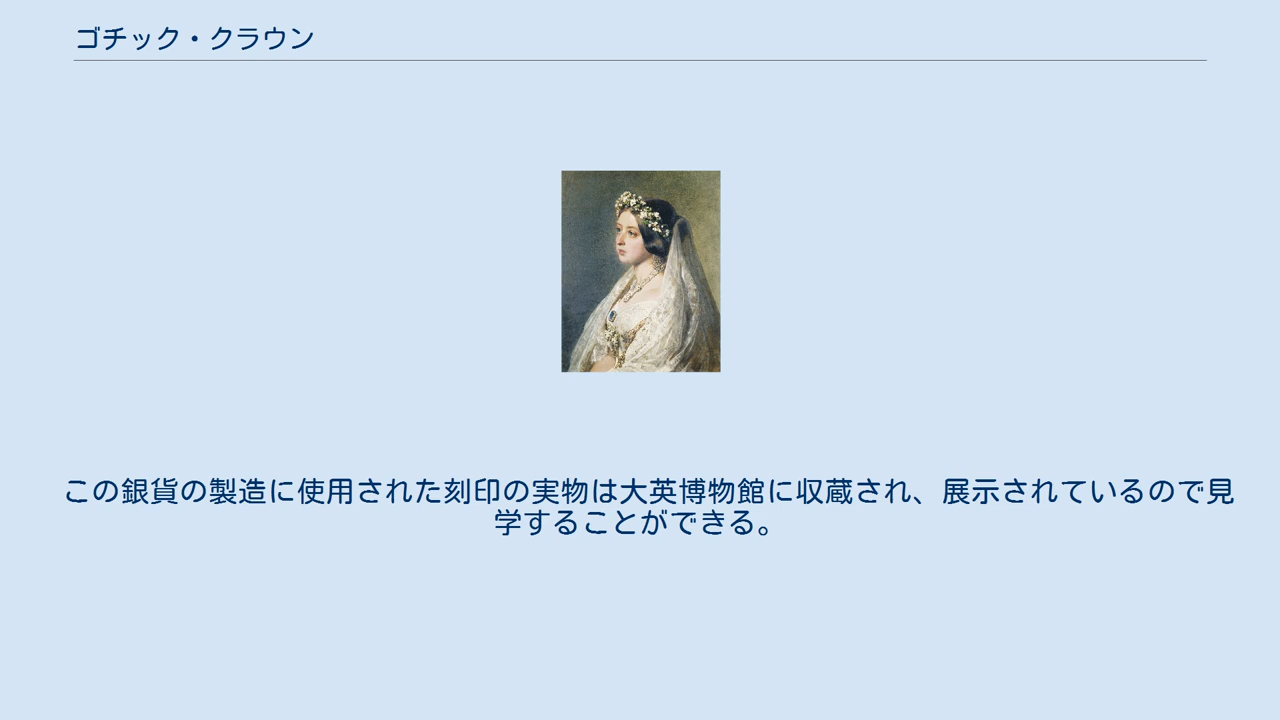 ゴチック・クラウン
この銀貨の製造に使用された刻印の実物は大英博物館に収蔵され、展示されているので見
学することができる。